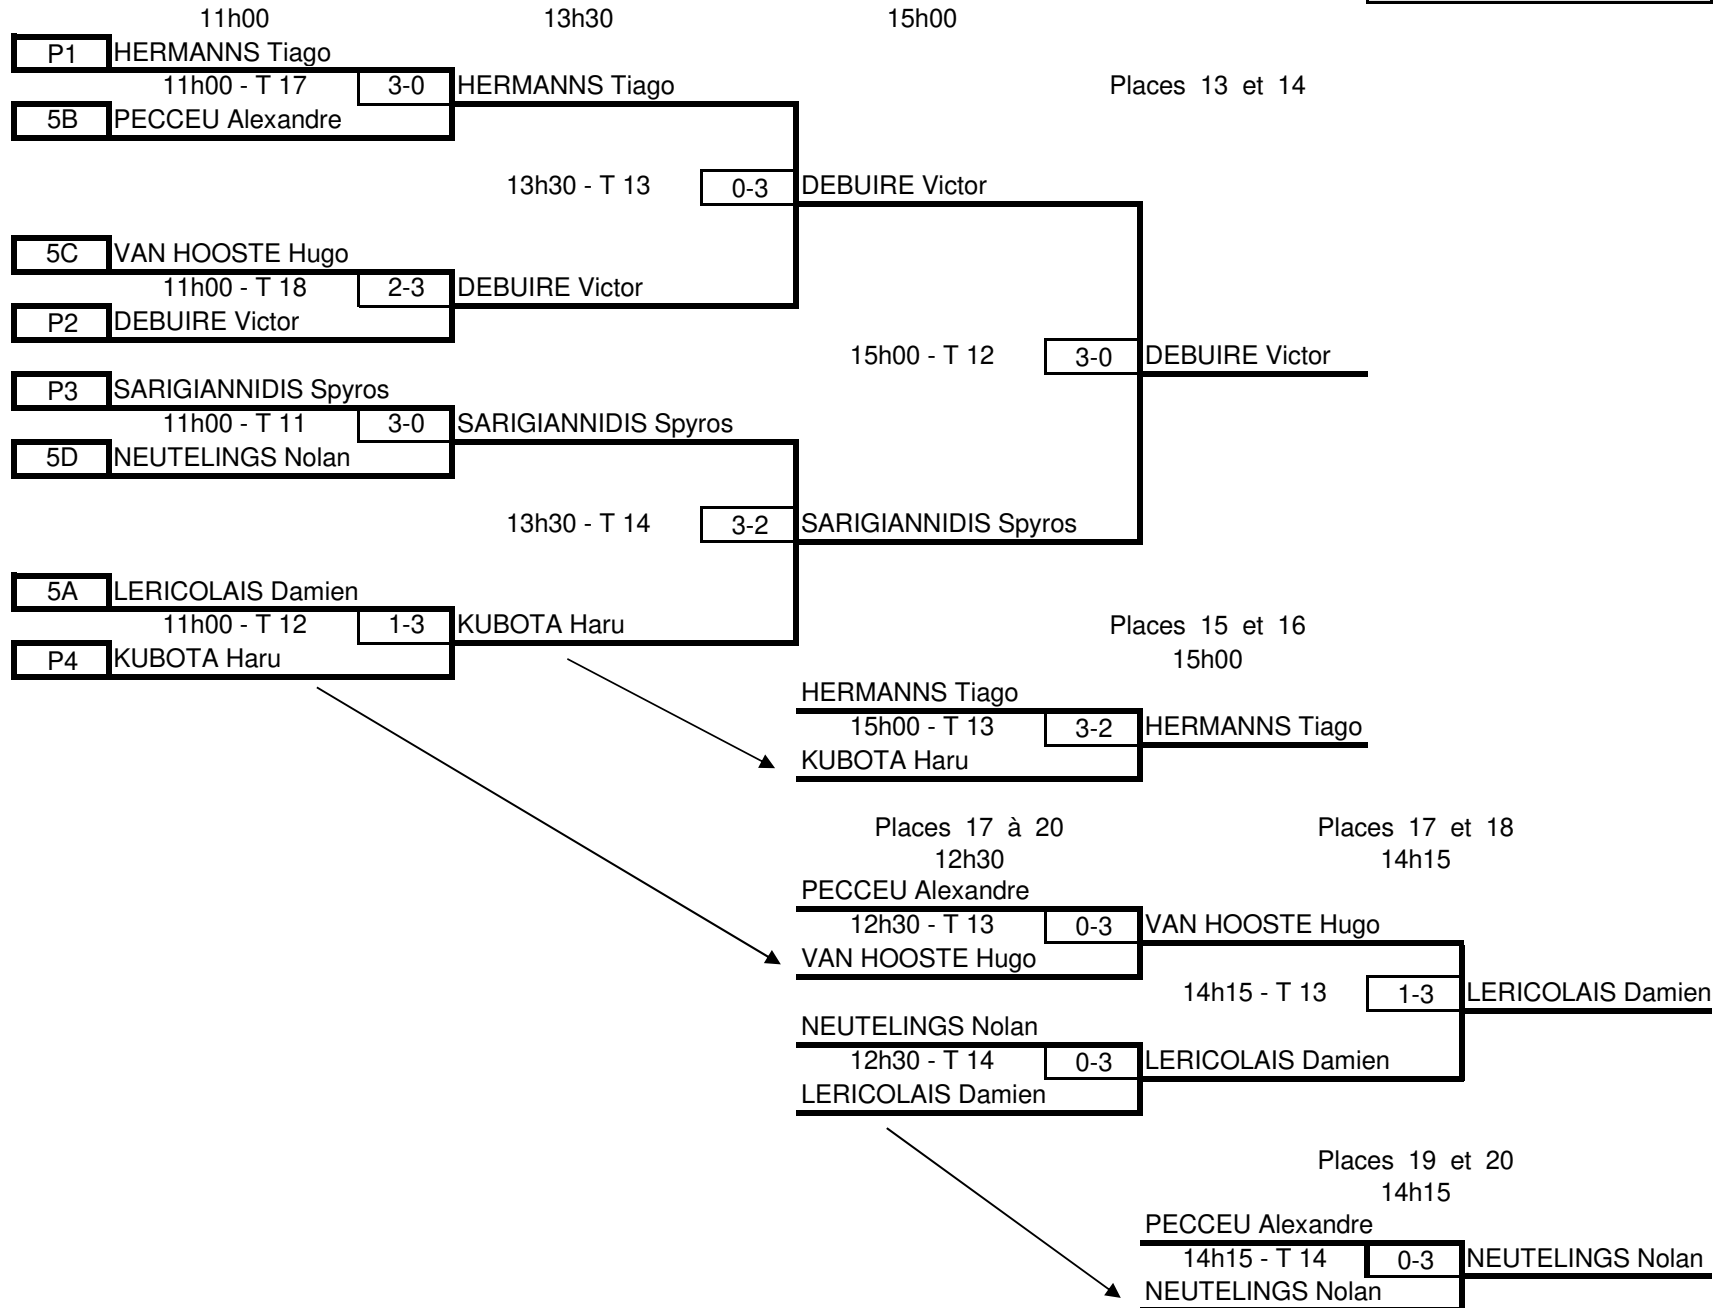 11h00 13h30 15h00
P1 HERMANNS Tiago
11h00 - T 17 3-0 HERMANNS Tiago Places 13 et 14
5B PECCEU Alexandre
13h30 - T 13 0-3 DEBUIRE Victor
5C VAN HOOSTE Hugo
11h00 - T 18 2-3 DEBUIRE Victor
P2 DEBUIRE Victor
15h00 - T 12 3-0 DEBUIRE Victor
P3 SARIGIANNIDIS Spyros
11h00 - T 11 3-0 SARIGIANNIDIS Spyros
5D NEUTELINGS Nolan
13h30 - T 14 3-2 SARIGIANNIDIS Spyros
5A LERICOLAIS Damien
11h00 - T 12 1-3 KUBOTA Haru Places 15 et 16
P4 KUBOTA Haru 15h00
HERMANNS Tiago
15h00 - T 13 3-2 HERMANNS Tiago
KUBOTA Haru
Places 17 à 20 Places 17 et 18
12h30 14h15
PECCEU Alexandre
12h30 - T 13 0-3 VAN HOOSTE Hugo
VAN HOOSTE Hugo
14h15 - T 13 1-3 LERICOLAIS Damien
NEUTELINGS Nolan
12h30 - T 14 0-3 LERICOLAIS Damien
LERICOLAIS Damien
Places 19 et 20
14h15
PECCEU Alexandre
14h15 - T 14 0-3 NEUTELINGS Nolan
NEUTELINGS Nolan